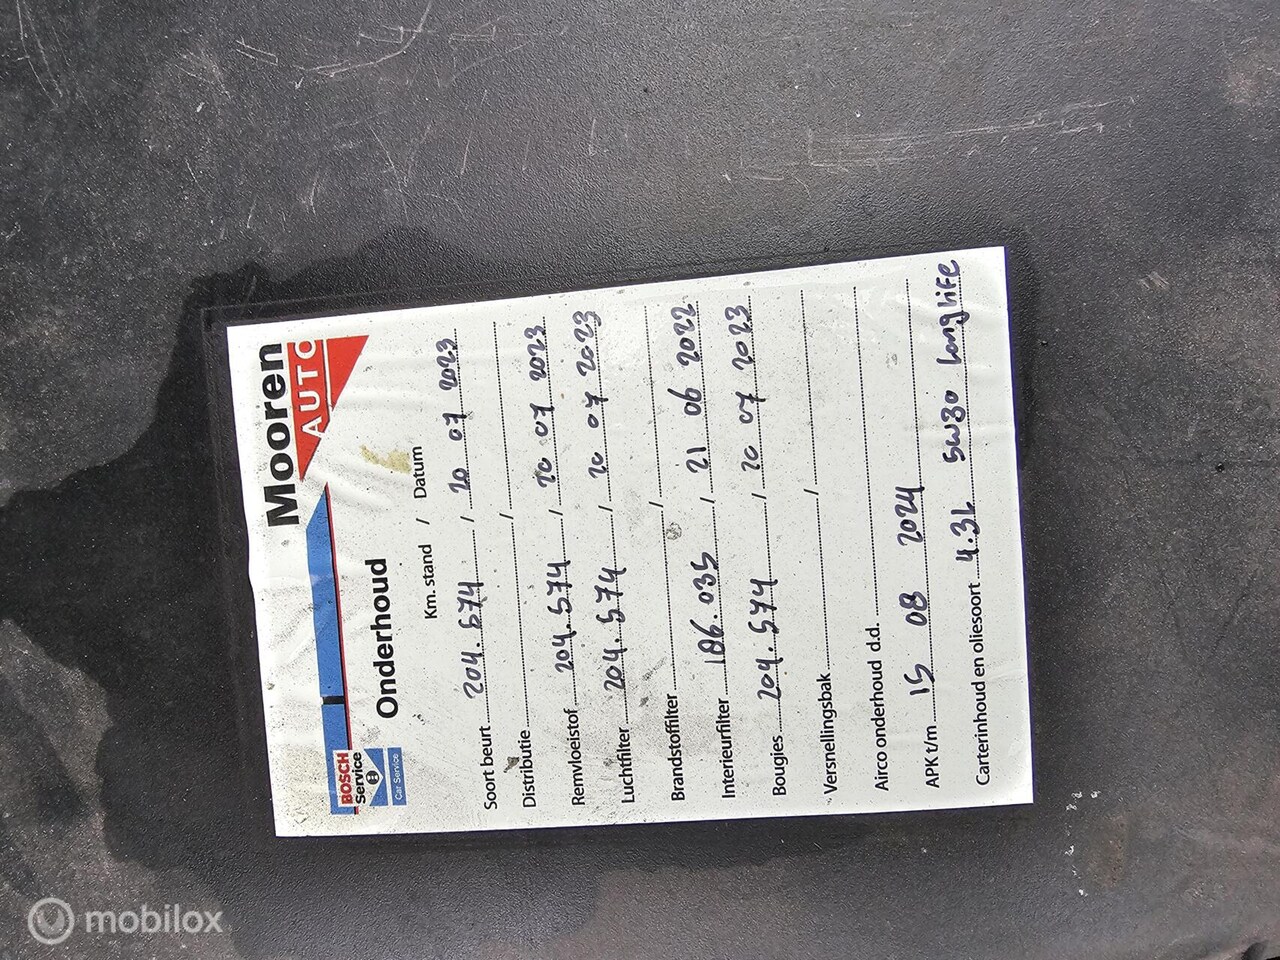 Mooren
AUTO
BOSCH
Service
Car Service
Onderhoud
Km. stand / Datum
Soort beurt 204.574 / 20 07 2023
Distributie /
Remvloeistof 204.574 / 20 07 2023
Luchtfilter 204.574 / 20 07 2023
Brandstoffilter /
Interieurfilter 186.035 / 21 06 2022
Bougies 204.574 / 20 07 2023
Versnellingsbak /
Airco onderhoud d.d.
APK t/m 15 08 2024
Carterinhoud en oliesoort 4.3L 5W30 longlife
mobilox